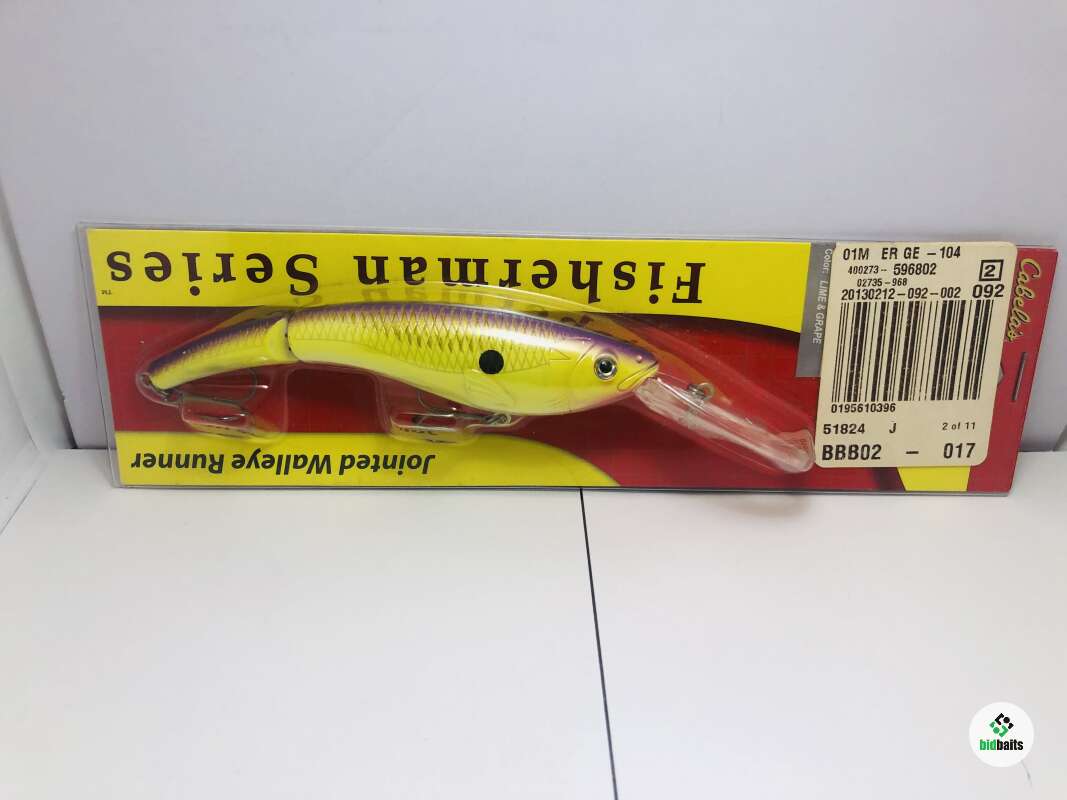 Fisherman Series
TM
Jointed Walleye Runner
Color: LIME & GRAPE
Cabela's
01M ER GE - 104
400273-- 596802
2
02735-968
20130212-092-002 092
0195610396
51824 J 2 of 11
BBB02 - 017
bidbaits